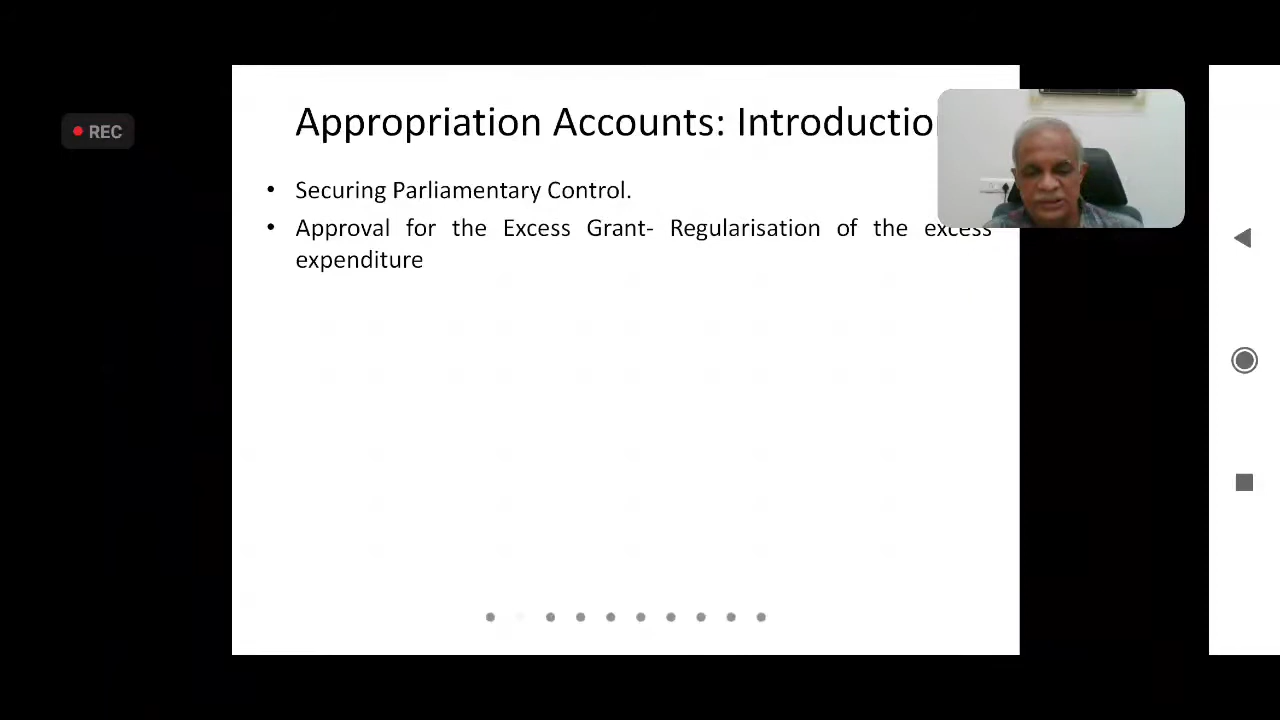 Appropriation Accounts: Introductio
REC
• Securing Parliamentary Control.
• Approval for the Excess Grant- Regularisation of the excess
expenditure